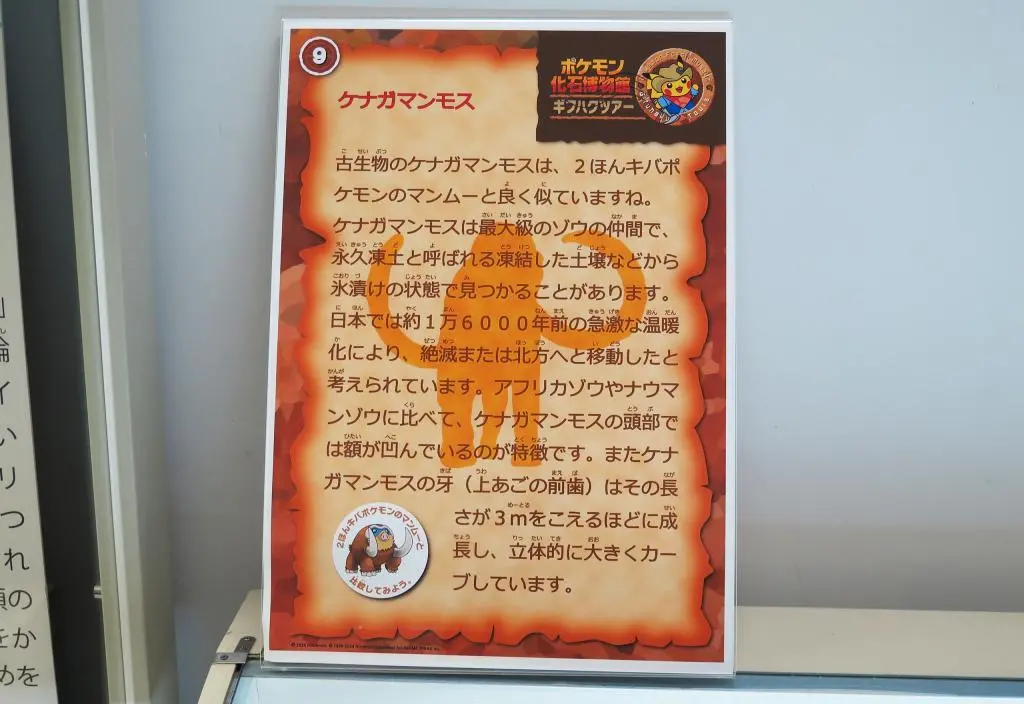 9
ポケモン
化石博物館
ギフハクツアー
ケナガマンモス
古生物のケナガマンモスは、2ほんキバポ
ケモンのマンムーと良く似ていますね。
ケナガマンモスは最大級のゾウの仲間で、
永久凍土と呼ばれる凍結した土壌などから
氷漬けの状態で見つかることがあります。
日本では約1万6000年前の急激な温暖
化により、絶滅または北方へと移動したと
考えられています。アフリカゾウやナウマ
ンゾウに比べて、ケナガマンモスの頭部で
は額が凹んでいるのが特徴です。またケナ
ガマンモスの牙（上あごの前歯）はその長
さが3mをこえるほどに成
長し、立体的に大きくカー
ブしています。
2ほんキバポケモンのマンムーと
比較してみよう。
論
イ
い
リ
つ
れ
頃の
をか
めを